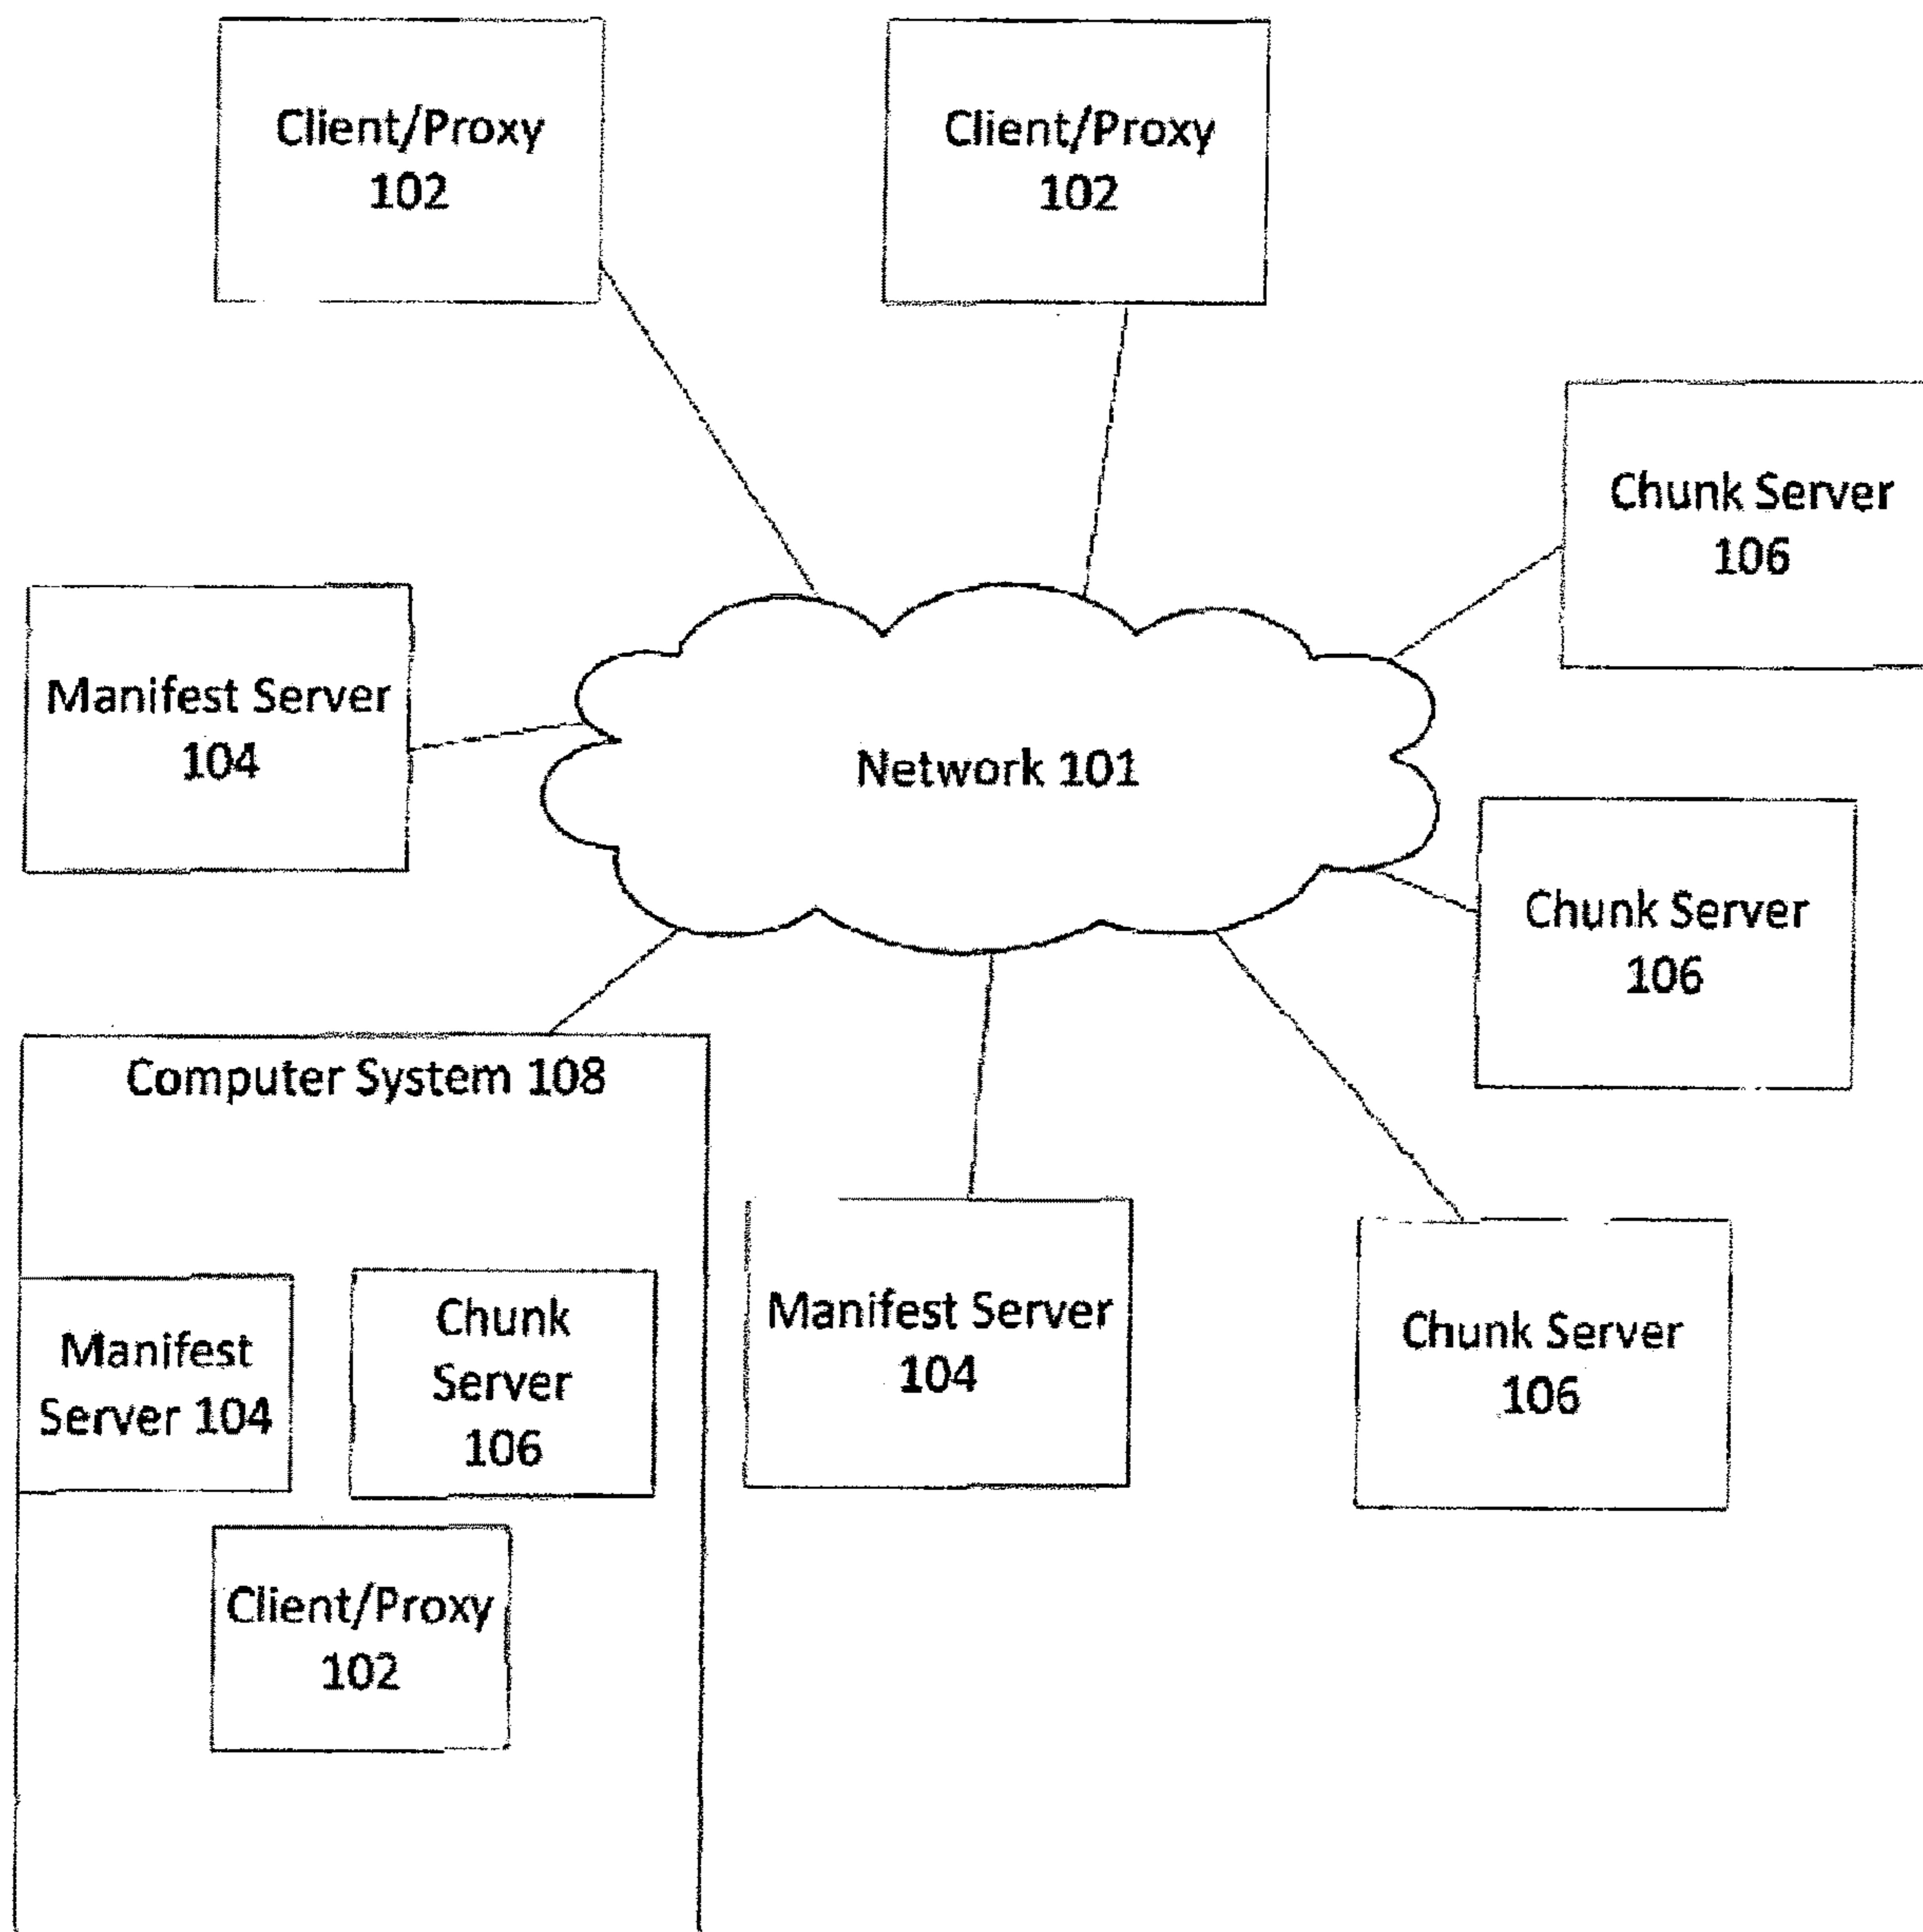 Client/Proxy
102
Client/Proxy
102
Chunk Server
106
Manifest Server
104
Network 101
Chunk Server
106
Computer System 108
Manifest
Server 104
Chunk
Server
106
Client/Proxy
102
Manifest Server
104
Chunk Server
106